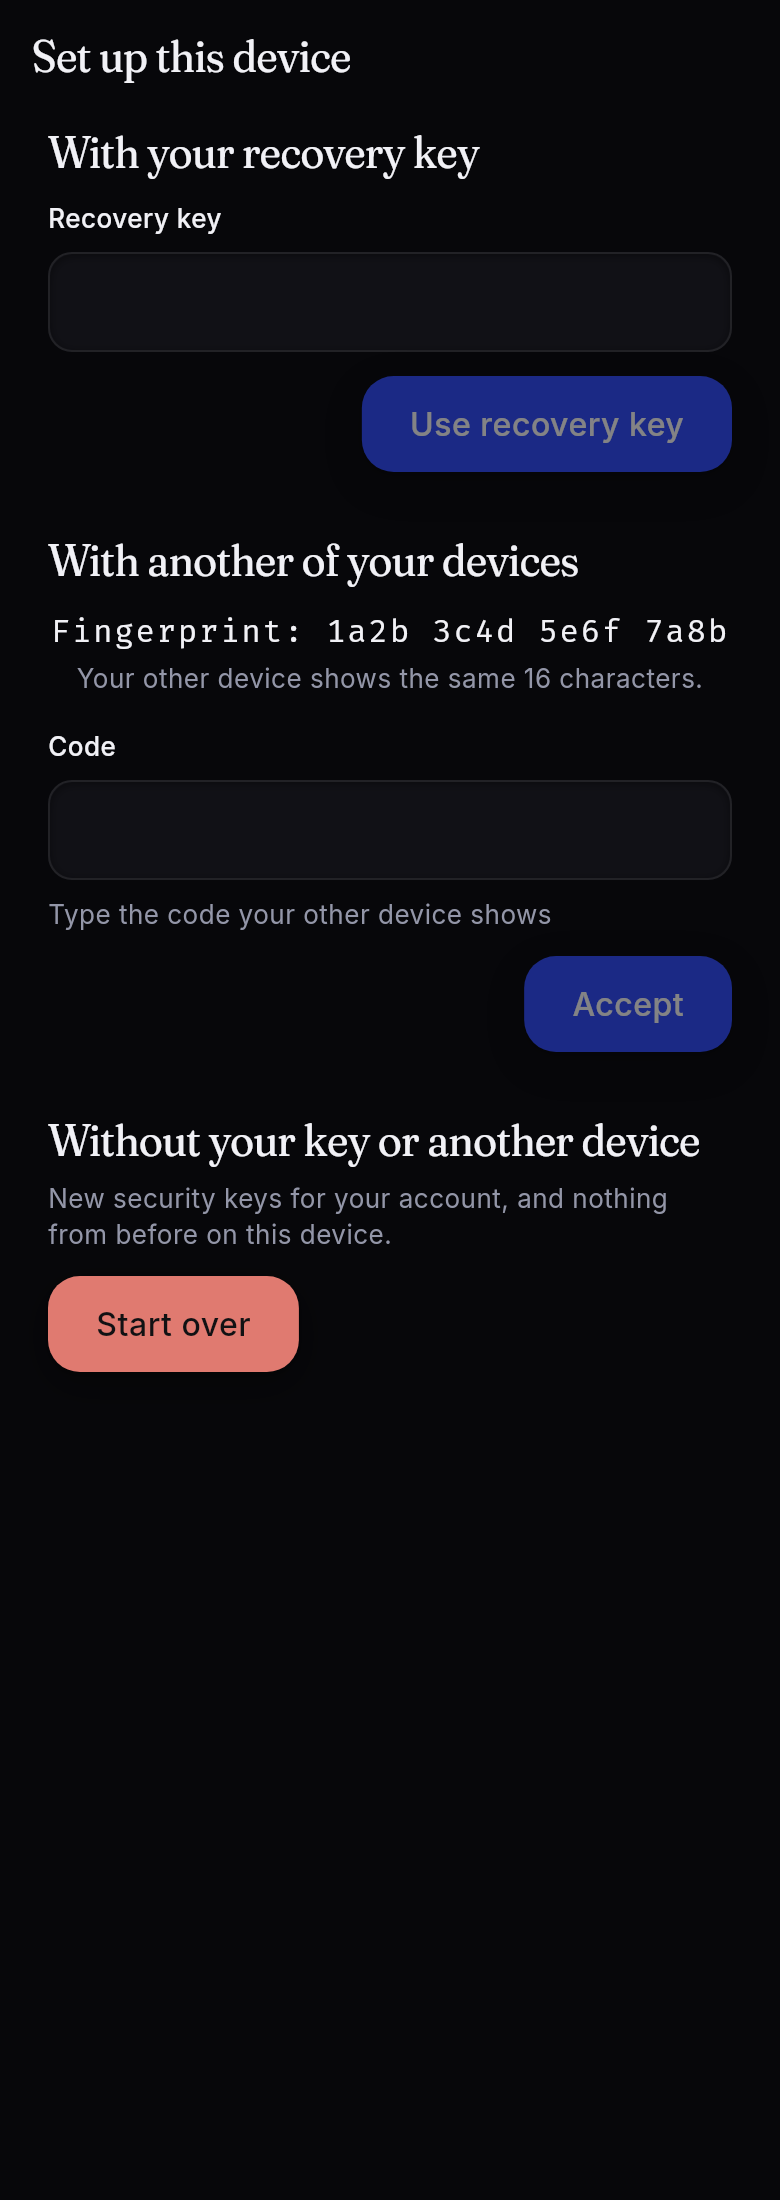 Set up this device
With your recovery key
Recovery key
Use recovery key
With another of your devices
Fingerprint: 1a2b 3c4d 5e6f 7a8b
Your other device shows the same 16 characters.
Code
Type the code your other device shows
Accept
Without your key or another device
New security keys for your account, and nothing
from before on this device.
Start over